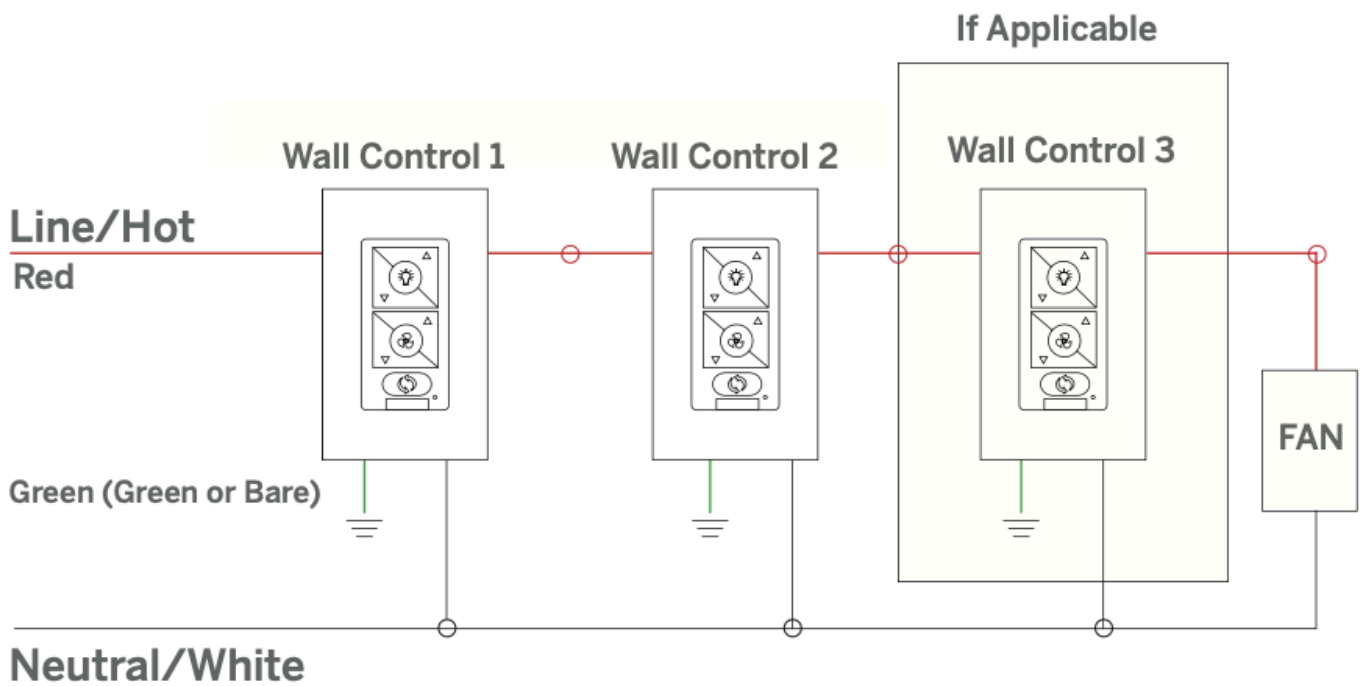 If Applicable
Wall Control 1
Wall Control 2
Wall Control 3
Line/Hot
Red
FAN
Green (Green or Bare)
Neutral/White